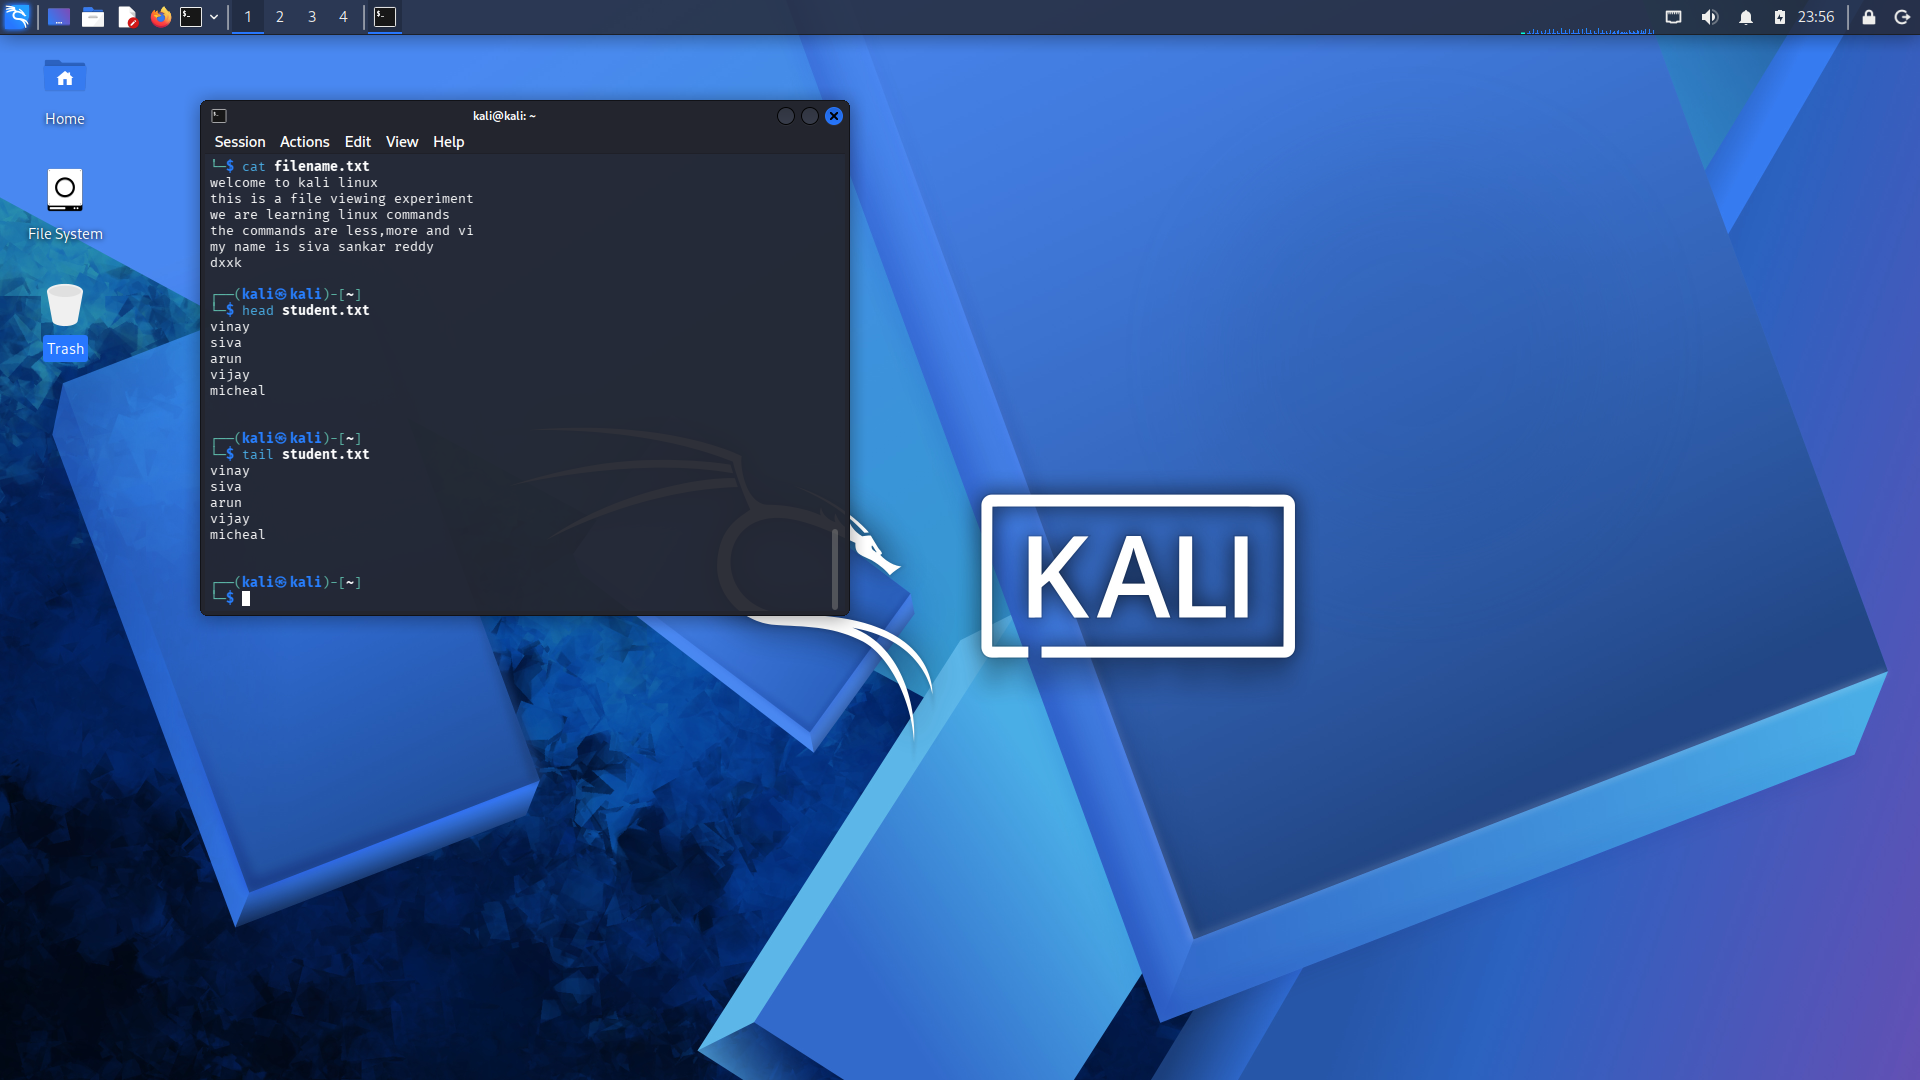 1 2 3 4
23:56
Home
File System
Trash
kali@kali: ~
Session Actions Edit View Help
└─$ cat filename.txt
welcome to kali linux
this is a file viewing experiment
we are learning linux commands
the commands are less,more and vi
my name is siva sankar reddy
dxxk
┌──(kali㉿kali)-[~]
└─$ head student.txt
vinay
siva
arun
vijay
micheal
┌──(kali㉿kali)-[~]
└─$ tail student.txt
vinay
siva
arun
vijay
micheal
┌──(kali㉿kali)-[~]
└─$
KALI